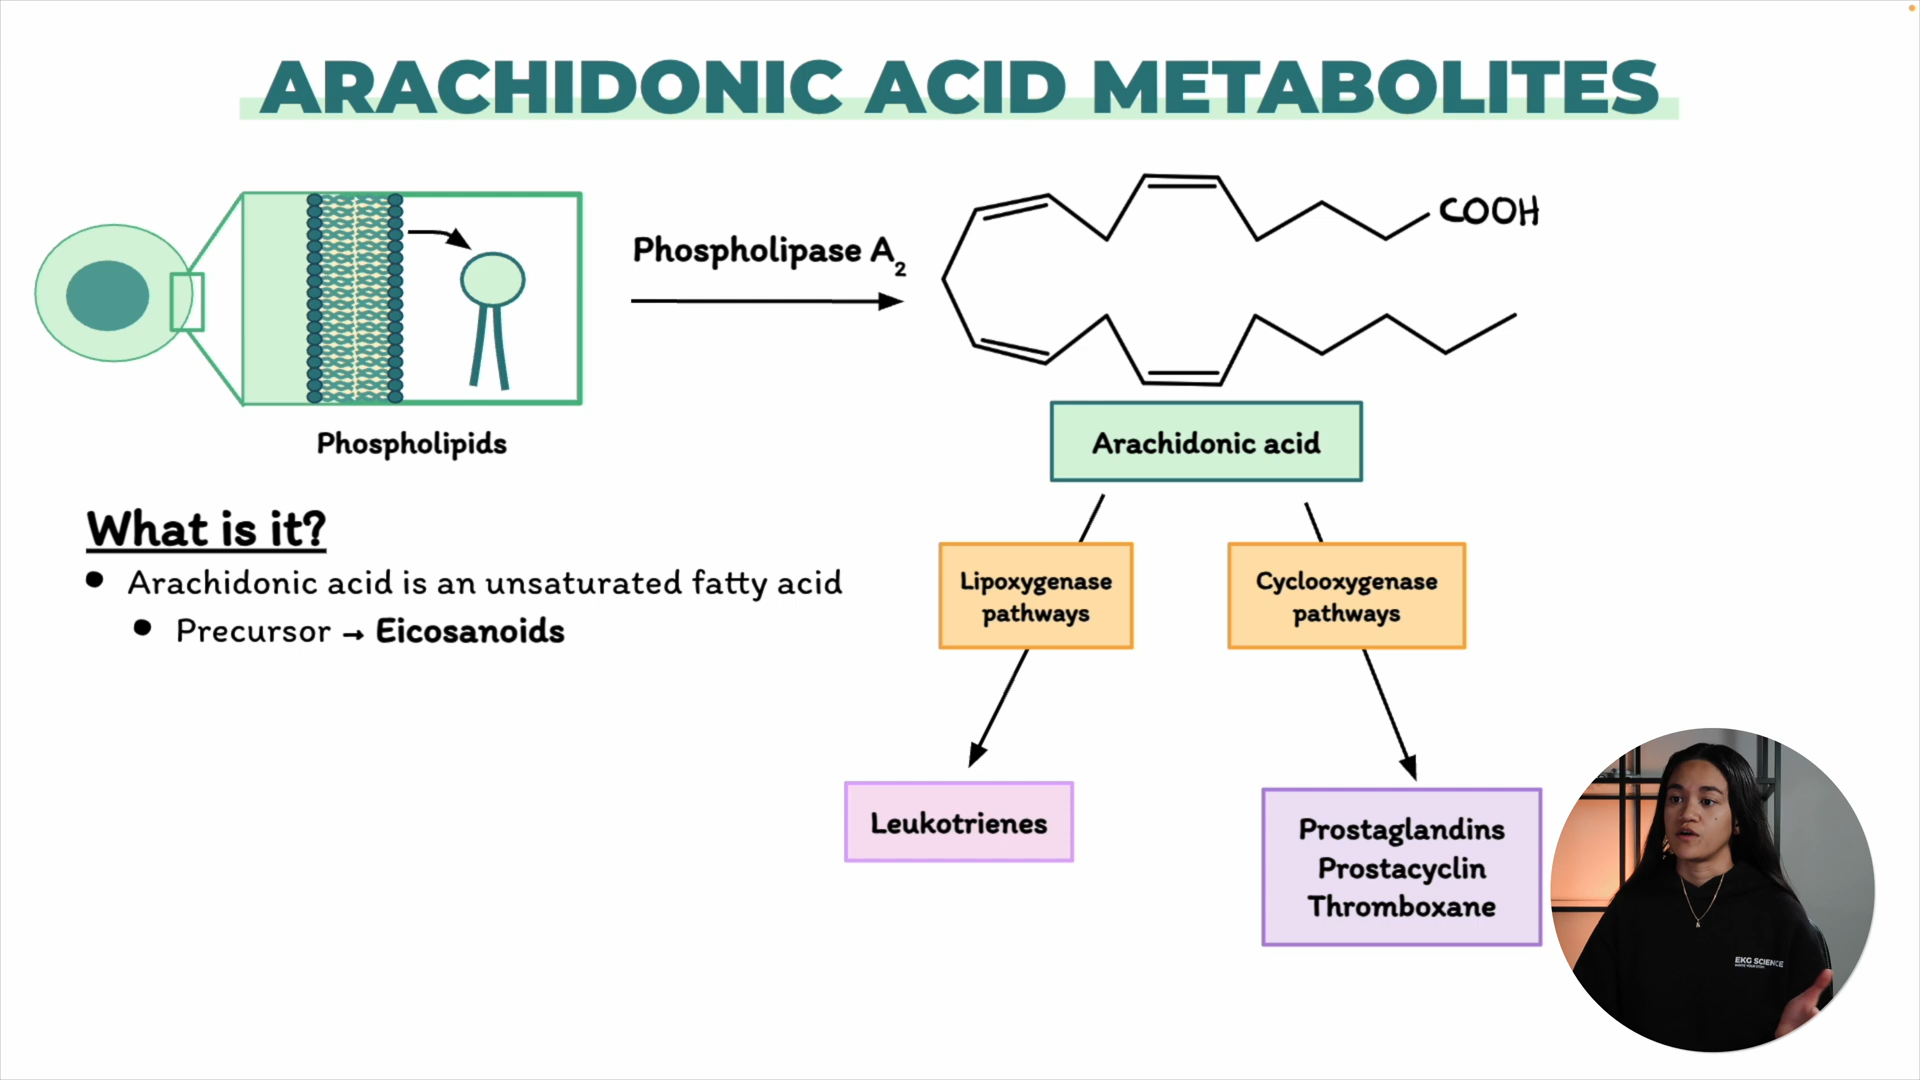 ARACHIDONIC ACID METABOLITES
Phospholipase A₂
COOH
Phospholipids
Arachidonic acid
What is it?
• Arachidonic acid is an unsaturated fatty acid
• Precursor → Eicosanoids
Lipoxygenase
pathways
Cyclooxygenase
pathways
Leukotrienes
Prostaglandins
Prostacyclin
Thromboxane
EKG SCIENCE